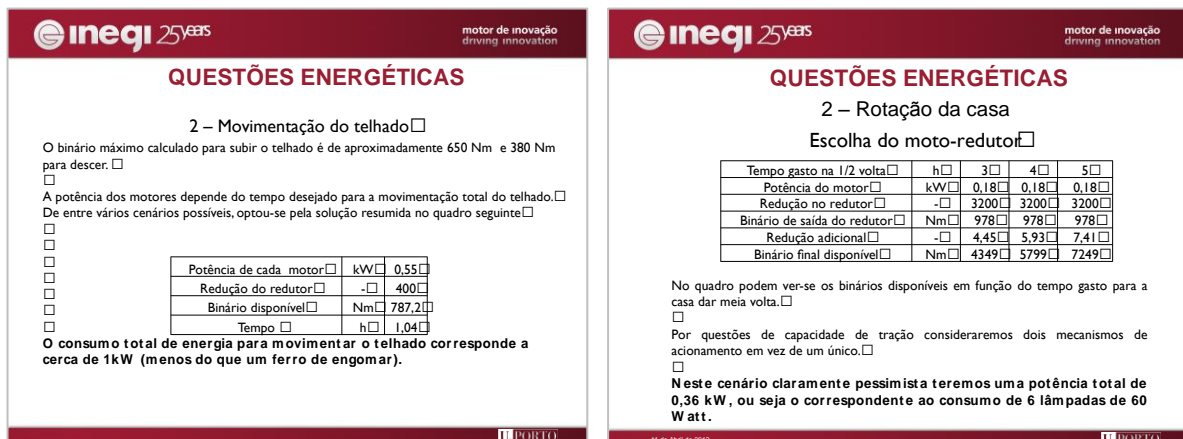 inegi 25 years
motor de inovação
driving innovation
QUESTÕES ENERGÉTICAS
2 – Movimentação do telhado□
O binário máximo calculado para subir o telhado é de aproximadamente 650 Nm e 380 Nm
para descer. □
□
A potência dos motores depende do tempo desejado para a movimentação total do telhado.□
De entre vários cenários possíveis, optou-se pela solução resumida no quadro seguinte□
□
□
□
□
□
□
□
Potência de cada motor□ kW□ 0,55□
Redução do redutor□ -□ 400□
Binário disponível□ Nm□ 787,2□
Tempo □ h□ 1,04□
O consumo total de energia para movimentar o telhado corresponde a
cerca de 1kW (menos do que um ferro de engomar).
U.PORTO
inegi 25 years
motor de inovação
driving innovation
QUESTÕES ENERGÉTICAS
2 – Rotação da casa
Escolha do moto-redutor□
Tempo gasto na 1/2 volta□ h□ 3□ 4□ 5□
Potência do motor□ kW□ 0,18□ 0,18□ 0,18□
Redução no redutor□ -□ 3200□ 3200□ 3200□
Binário de saída do redutor□ Nm□ 978□ 978□ 978□
Redução adicional□ -□ 4,45□ 5,93□ 7,41□
Binário final disponível□ Nm□ 4349□ 5799□ 7249□
No quadro podem ver-se os binários disponíveis em função do tempo gasto para a
casa dar meia volta.□
□
Por questões de capacidade de tração consideraremos dois mecanismos de
acionamento em vez de um único.□
□
Neste cenário claramente pessimista teremos uma potência total de
0,36 kW, ou seja o correspondente ao consumo de 6 lâmpadas de 60
Watt.
U.PORTO